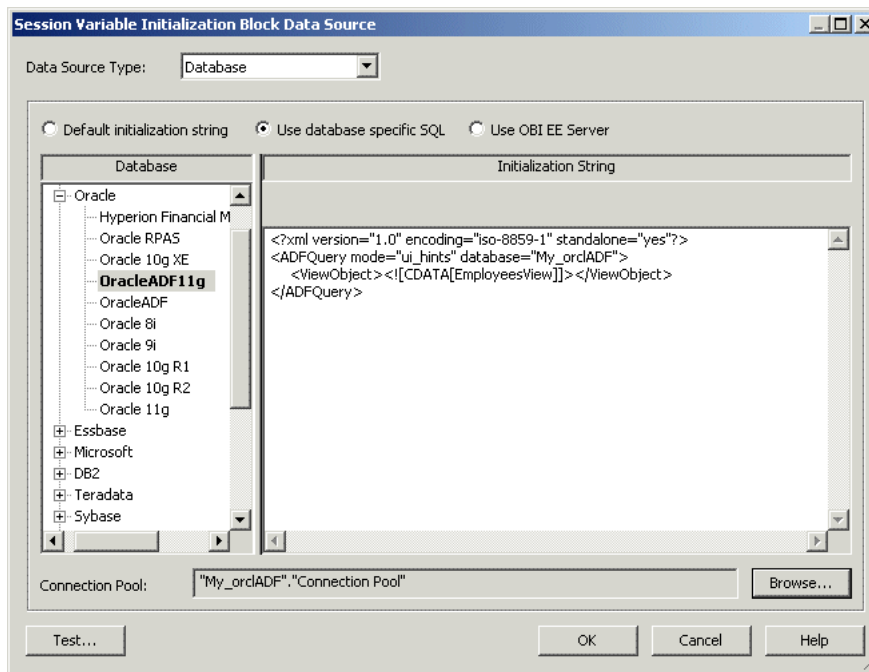 Session Variable Initialization Block Data Source
Data Source Type: Database
Default initialization string Use database specific SQL Use OBI EE Server
Database Initialization String
Oracle
Hyperion Financial M
Oracle RPAS
Oracle 10g XE
OracleADF11g
OracleADF
Oracle 8i
Oracle 9i
Oracle 10g R1
Oracle 10g R2
Oracle 11g
Essbase
Microsoft
DB2
Teradata
Sybase
<?xml version="1.0" encoding="iso-8859-1" standalone="yes"?>
<ADFQuery mode="ui_hints" database="My_orclADF">
<ViewObject><![CDATA[EmployeesView]]></ViewObject>
</ADFQuery>
Connection Pool: "My_orclADF"."Connection Pool" Browse...
Test... OK Cancel Help